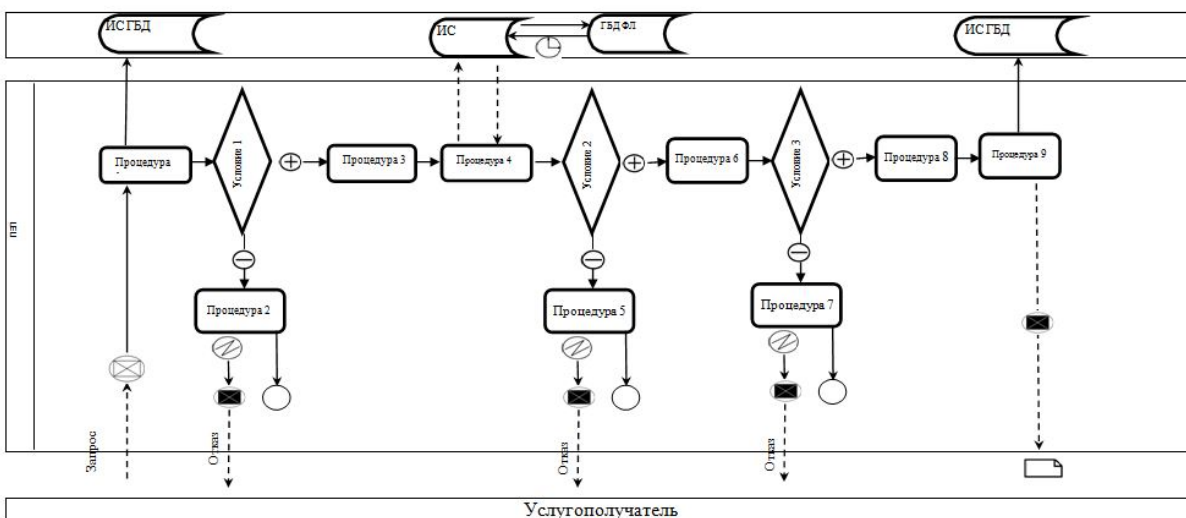 ИС ГБД
ИС
ГБД ФЛ
ИС ГБД
Процедура
Условие 1
Процедура 3
Процедура 4
Условие 2
Процедура 6
Условие 3
Процедура 8
Процедура 9
Процедура 2
Процедура 5
Процедура 7
Запрос
Отказ
Отказ
Отказ
Услугополучатель